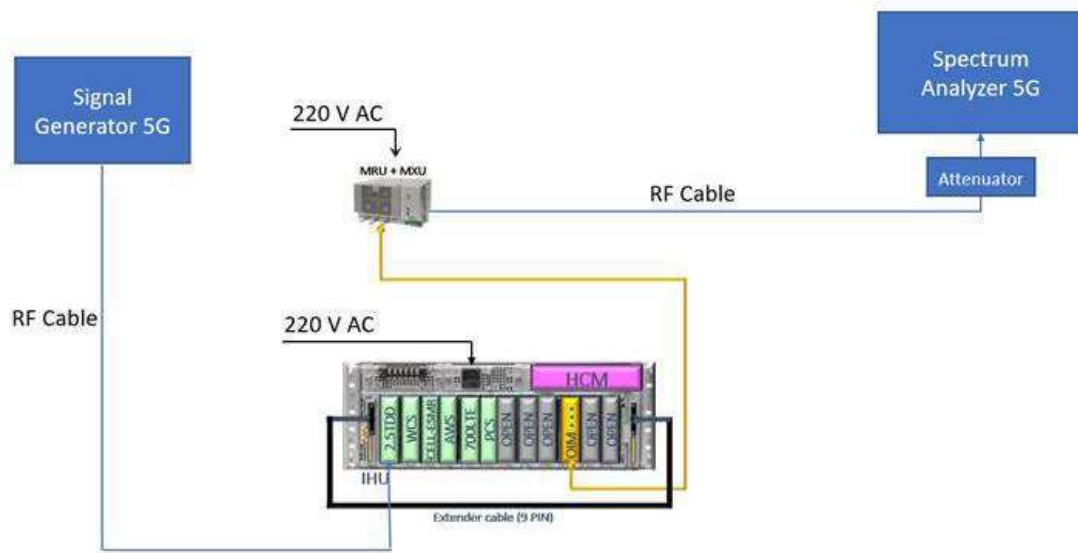 Signal
Generator 5G
Spectrum
Analyzer 5G
220 V AC
MRU + MXU
Attenuator
RF Cable
RF Cable
220 V AC
HCM
2.5TDD
WCS
CELL-ESMR
AWS
700LTE
PCS
OPEN
OPEN
OPEN
OIM • • •
OPEN
OPEN
IHU
Extender cable (9 PIN)